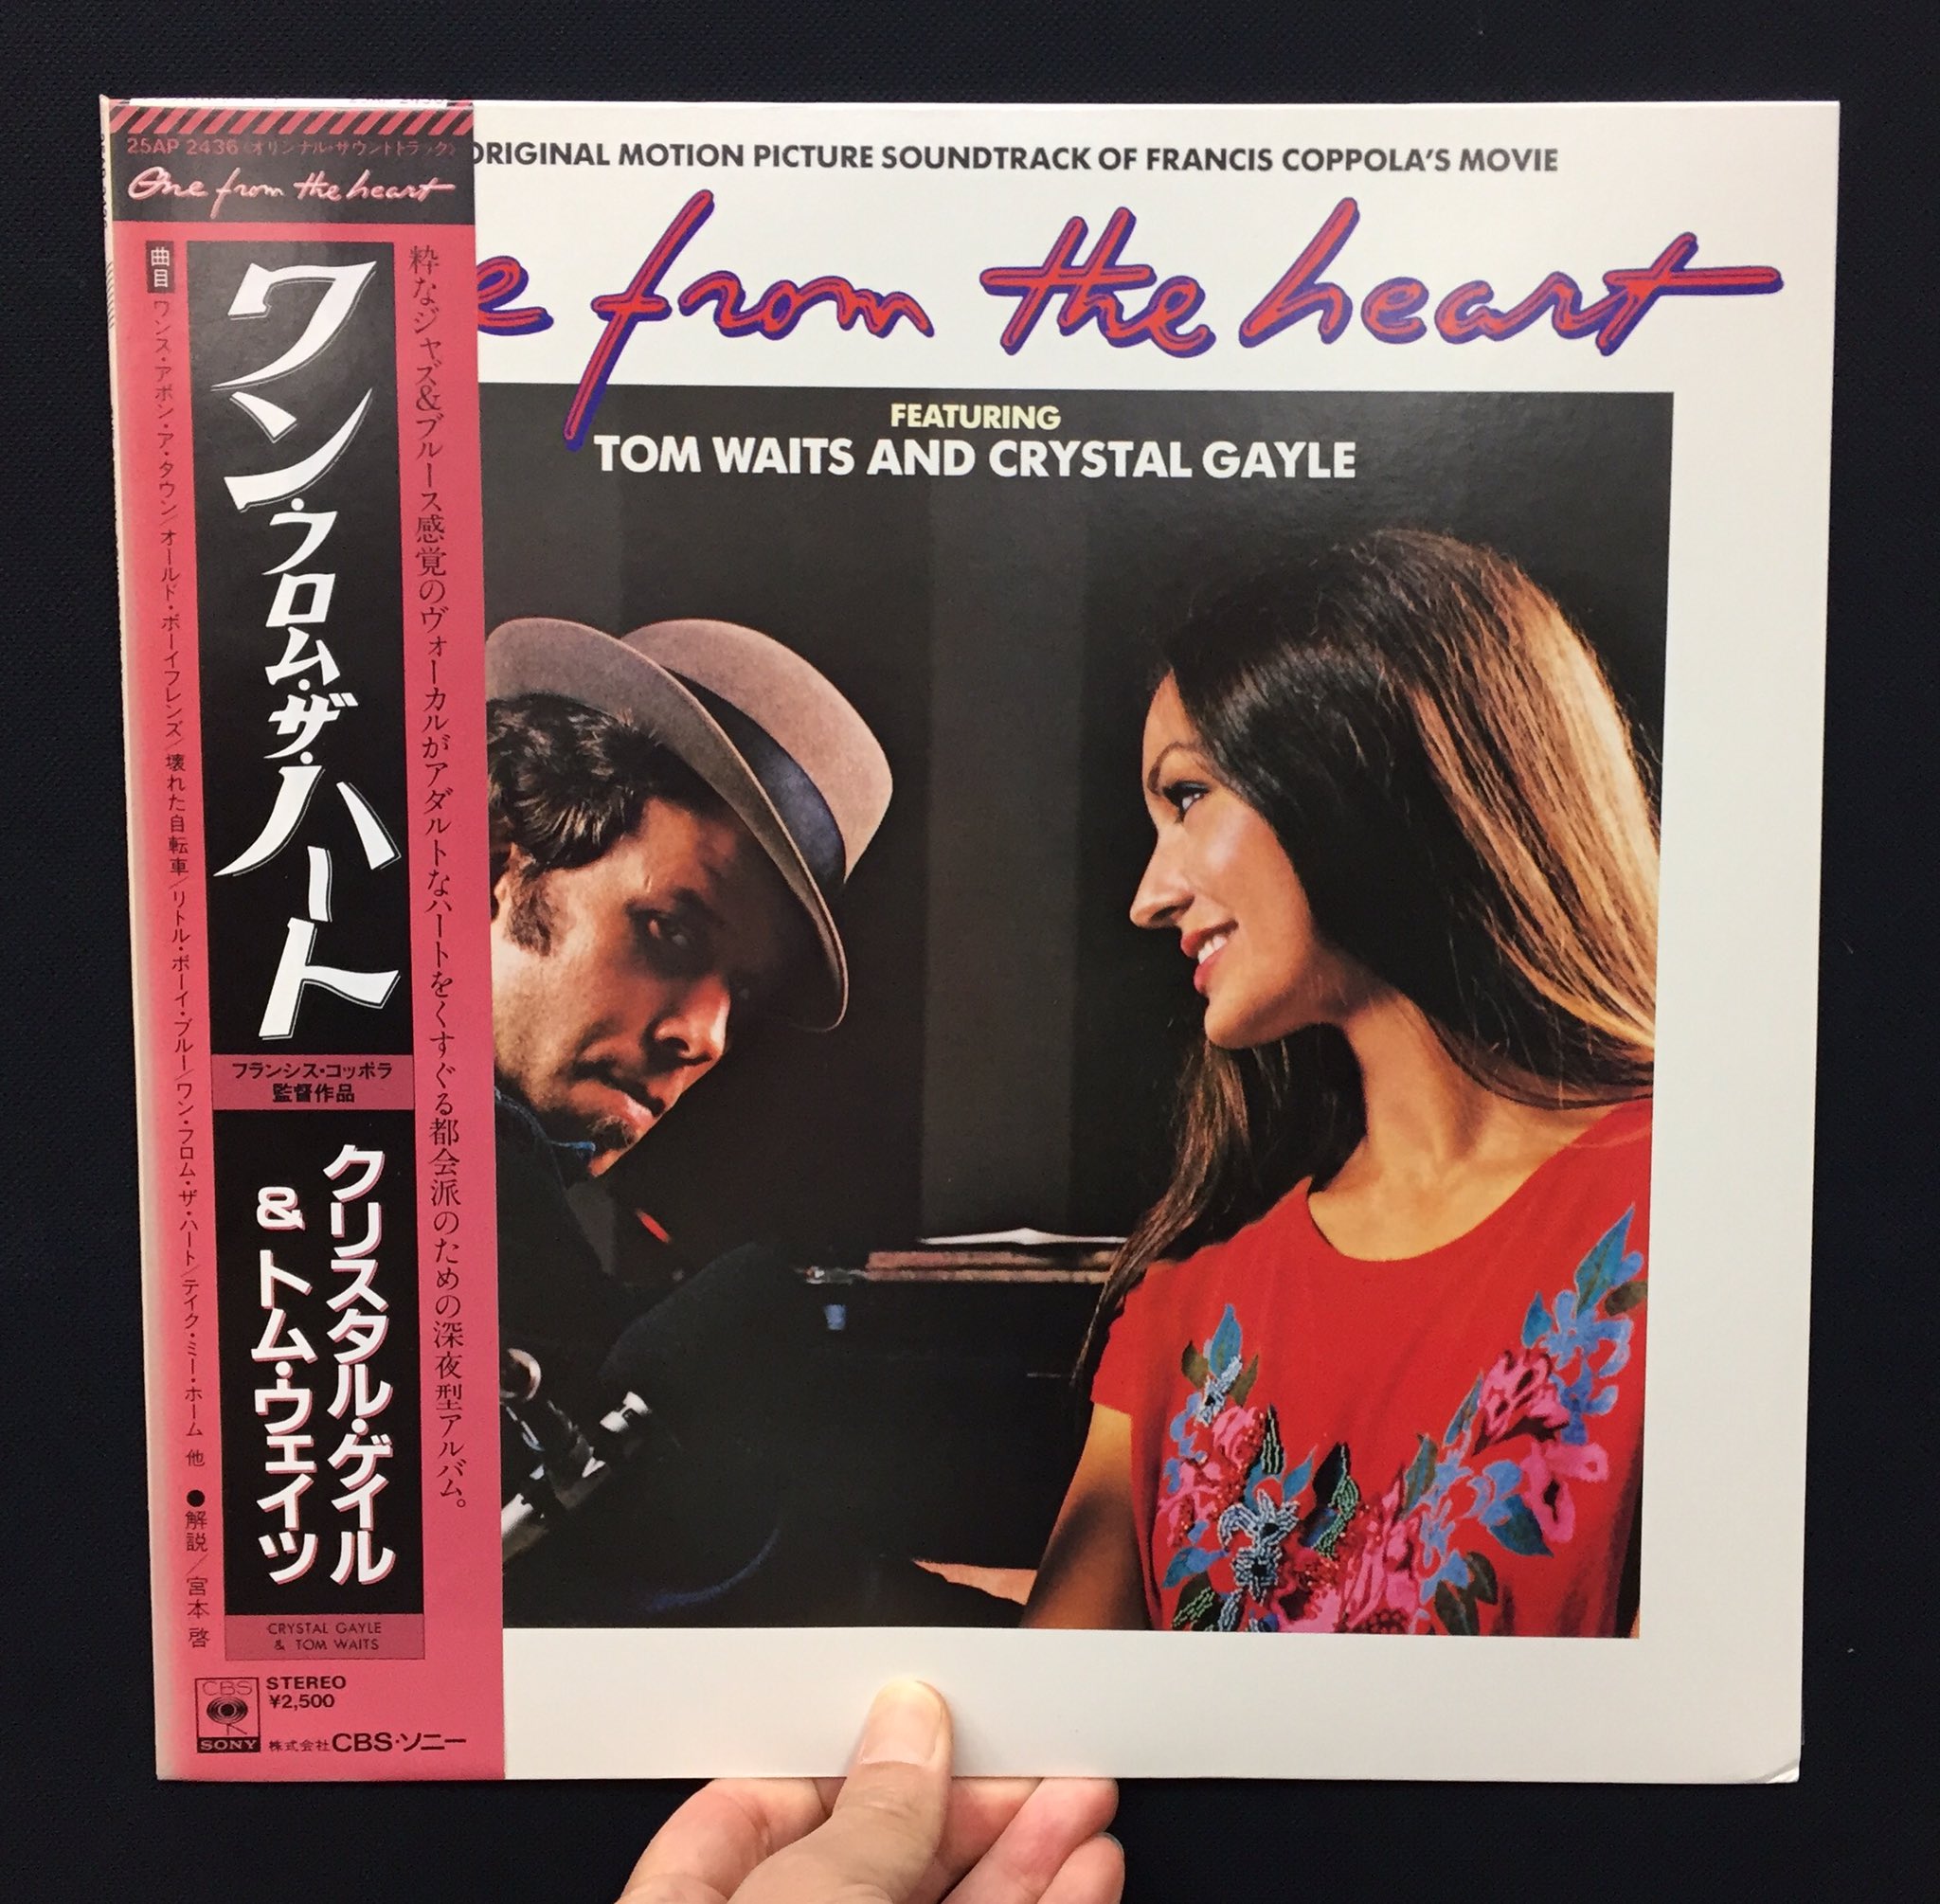 25AP 2436《オリジナル・サウンドトラック》
One from the heart
粋なジャズ&ブルース感覚のヴォーカルがアダルトなハートをくすぐる都会派のための深夜型アルバム。
ワン・フロム・ザ・ハート
フランシス・コッポラ
監督作品
クリスタル・ゲイル
&トム・ウェイツ
CRYSTAL GAYLE
& TOM WAITS
曲目
ワンス・アポン・ア・タウン/オールド・ボーイフレンズ/壊れた自転車/リトル・ボーイ・ブルー/ワン・フロム・ザ・ハート/テイク・ミー・ホーム 他 ●解説/宮本 啓
CBS
SONY
STEREO
¥2,500
株式会社CBS・ソニー
ORIGINAL MOTION PICTURE SOUNDTRACK OF FRANCIS COPPOLA'S MOVIE
e from the heart
FEATURING
TOM WAITS AND CRYSTAL GAYLE